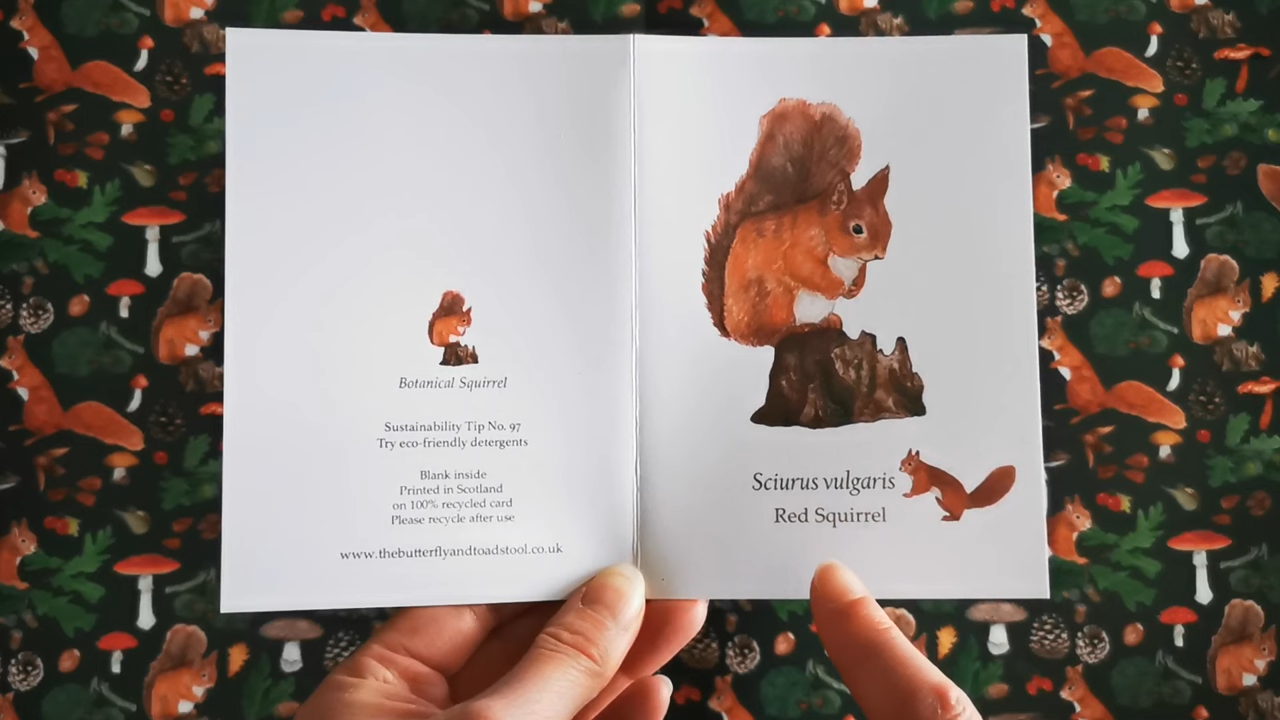 Botanical Squirrel
Sustainability Tip No. 97
Try eco-friendly detergents
Blank inside
Printed in Scotland
on 100% recycled card
Please recycle after use
www.thebutterflyandtoadstool.co.uk
Sciurus vulgaris
Red Squirrel